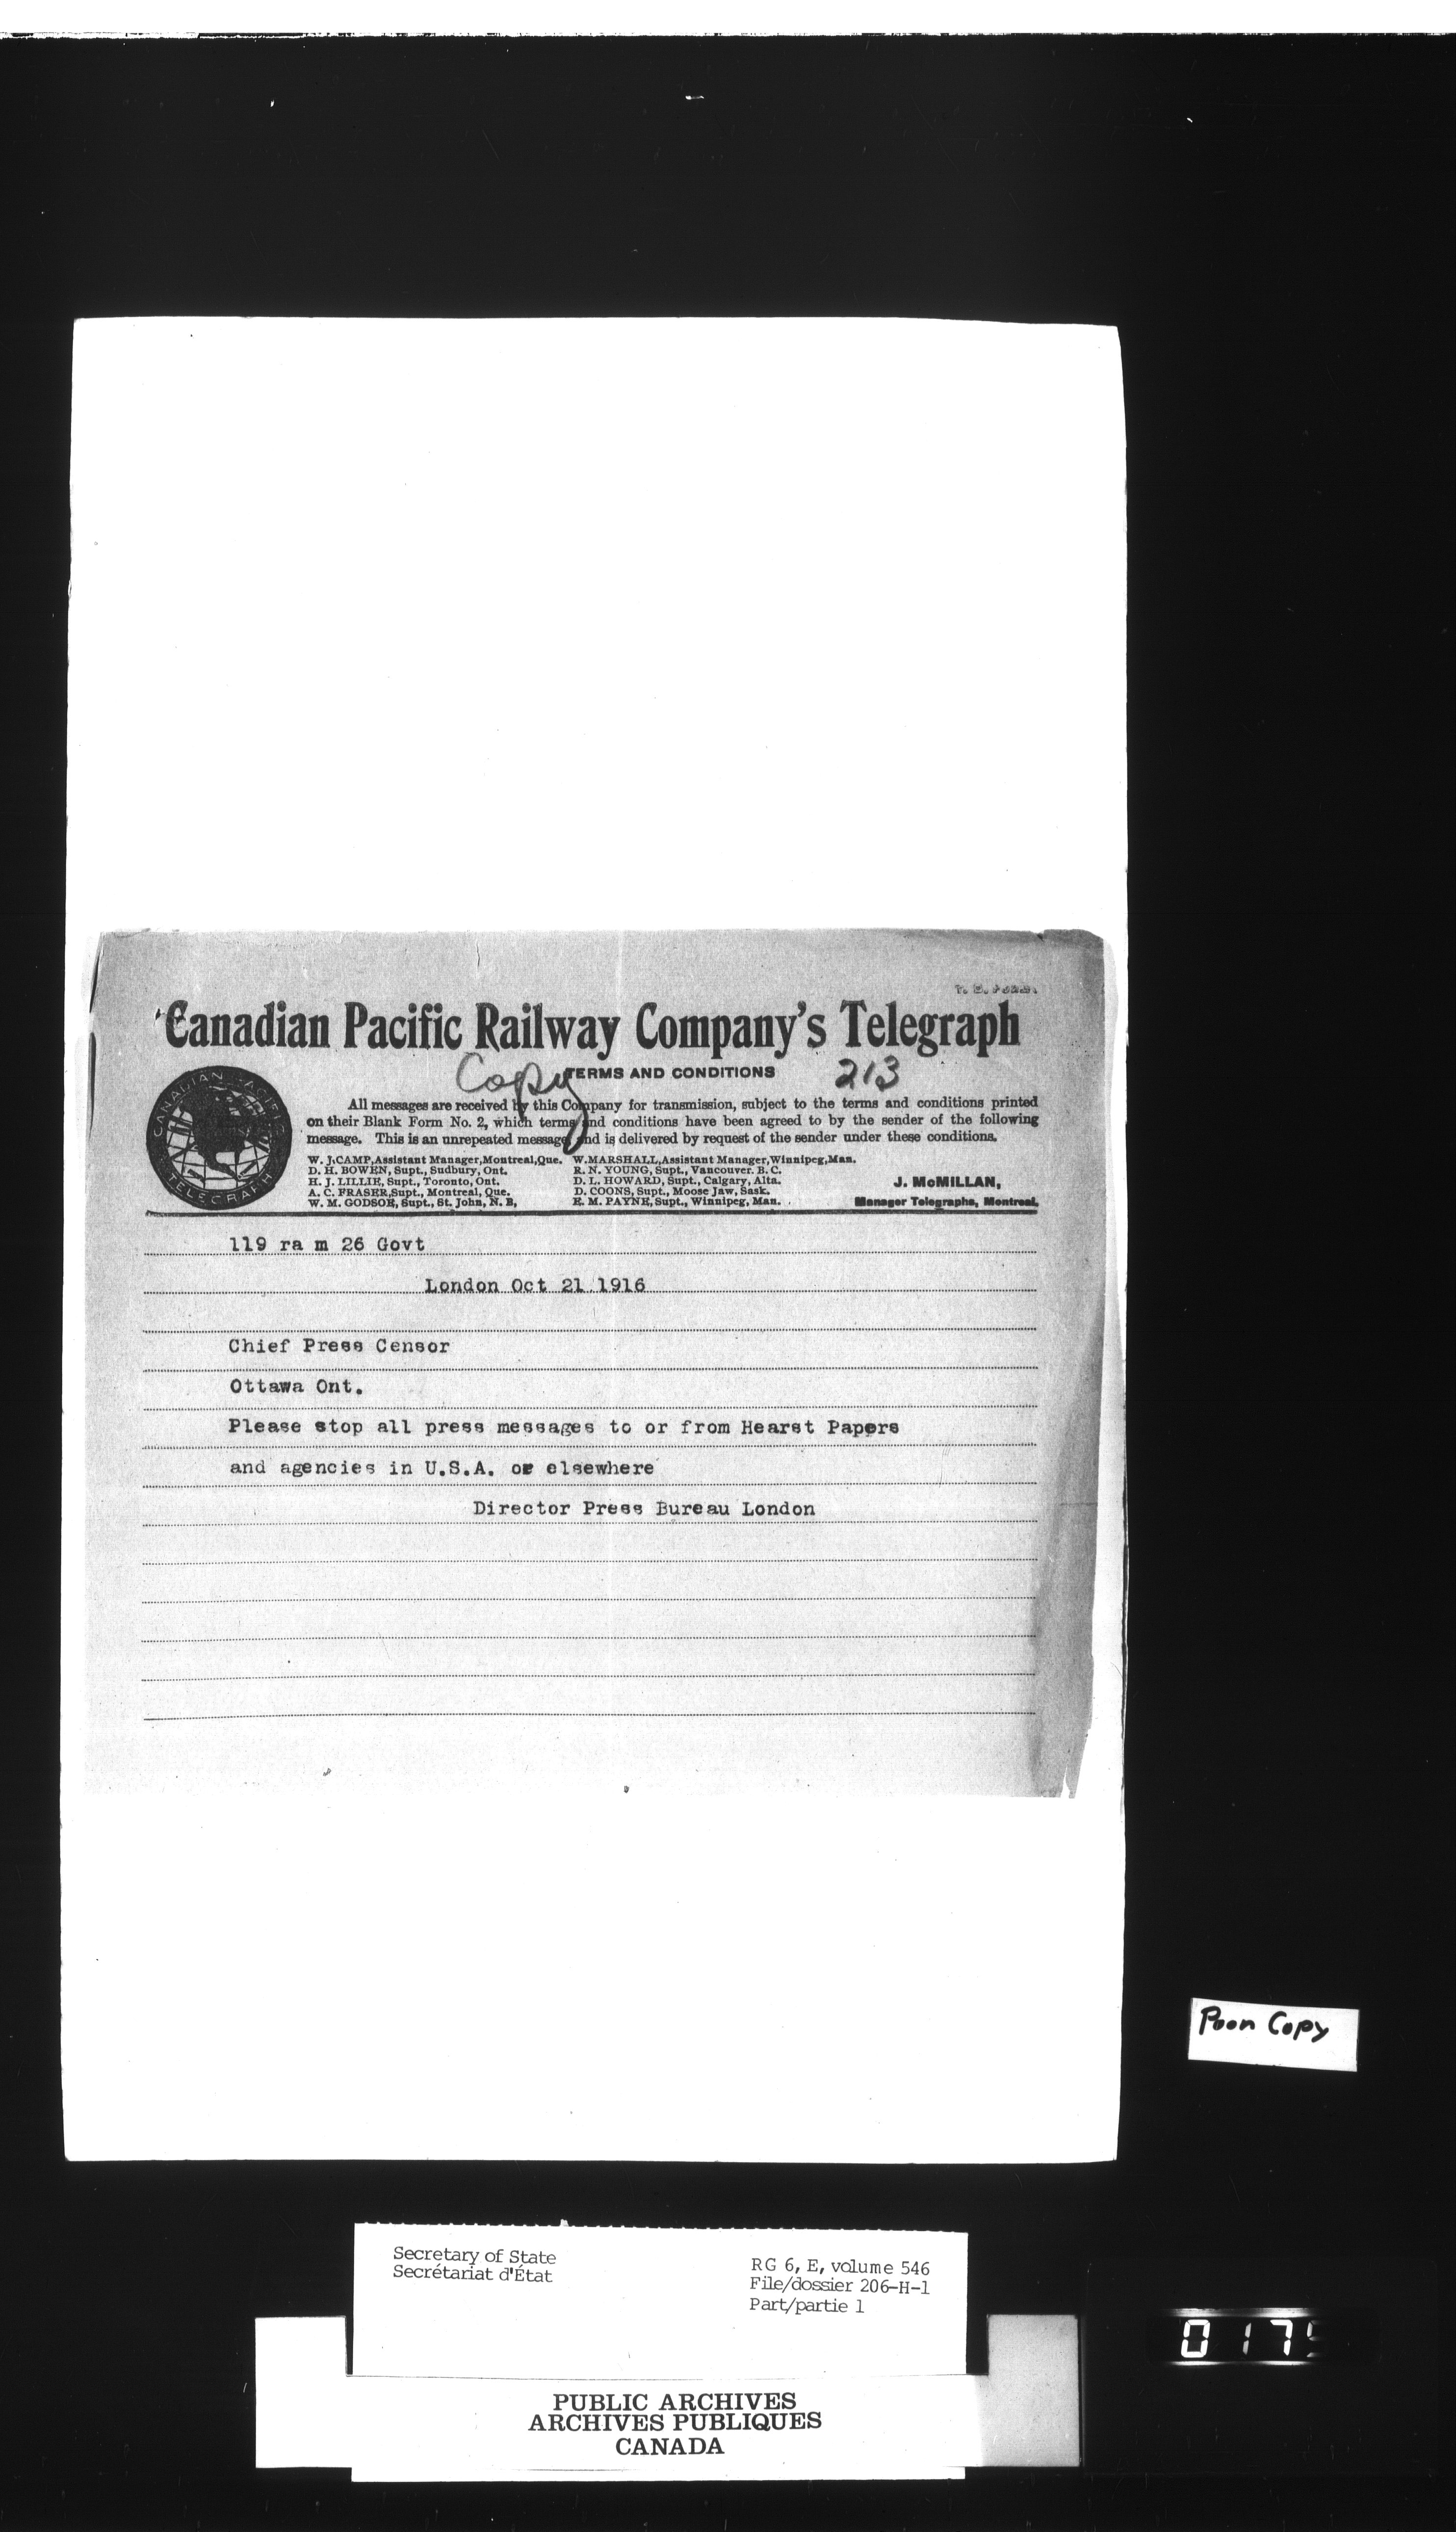 Canadian Pacific Railway Company's Telegraph
Copy
TERMS AND CONDITIONS
213
CANADIAN PACIFIC
TELEGRAPH
All messages are received by this Company for transmission, subject to the terms and conditions printed
on their Blank Form No. 2, which terms and conditions have been agreed to by the sender of the following
message. This is an unrepeated message and is delivered by request of the sender under these conditions.
W. J. CAMP, Assistant Manager, Montreal, Que.
D. H. BOWEN, Supt., Sudbury, Ont.
H. J. LILLIE, Supt., Toronto, Ont.
A. C. FRASER, Supt., Montreal, Que.
W. M. GODSOE, Supt., St. John, N. B,
W. MARSHALL, Assistant Manager, Winnipeg, Man.
R. N. YOUNG, Supt., Vancouver. B. C.
D. L. HOWARD, Supt., Calgary, Alta.
D. COONS, Supt., Moose Jaw, Sask.
E. M. PAYNE, Supt., Winnipeg, Man.
J. McMILLAN,
Manager Telegraphs, Montreal.
119 ra m 26 Govt
London Oct 21 1916
Chief Press Censor
Ottawa Ont.
Please stop all press messages to or from Hearst Papers
and agencies in U.S.A. or elsewhere
Director Press Bureau London
Poor Copy
Secretary of State
Secrétariat d'État
RG 6, E, volume 546
File/dossier 206-H-1
Part/partie 1
PUBLIC ARCHIVES
ARCHIVES PUBLIQUES
CANADA